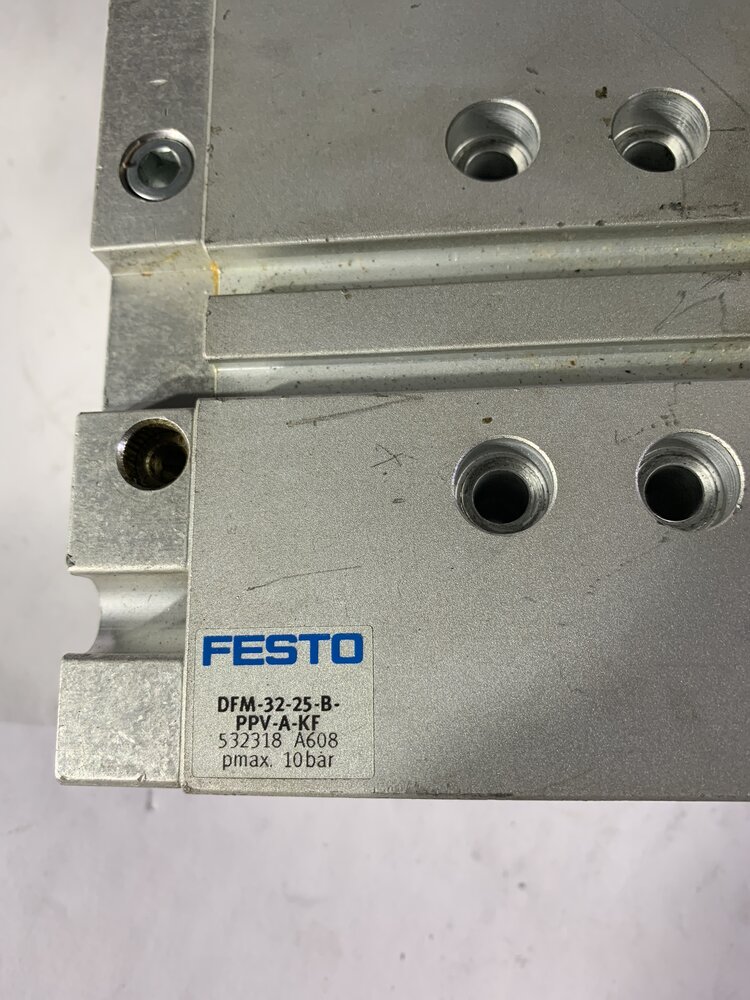 FESTO
DFM-32-25-B-
PPV-A-KF
532318 A608
pmax. 10bar